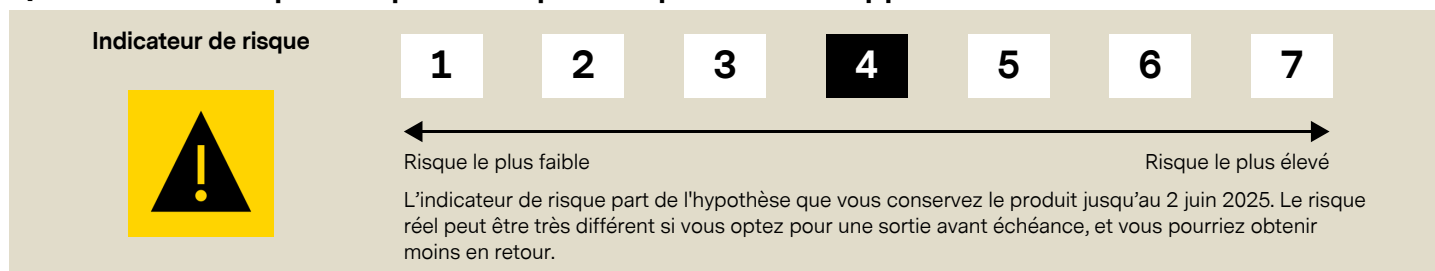 Indicateur de risque
1 2 3 4 5 6 7
Risque le plus faible Risque le plus élevé
L'indicateur de risque part de l'hypothèse que vous conservez le produit jusqu'au 2 juin 2025. Le risque
réel peut être très différent si vous optez pour une sortie avant échéance, et vous pourriez obtenir
moins en retour.